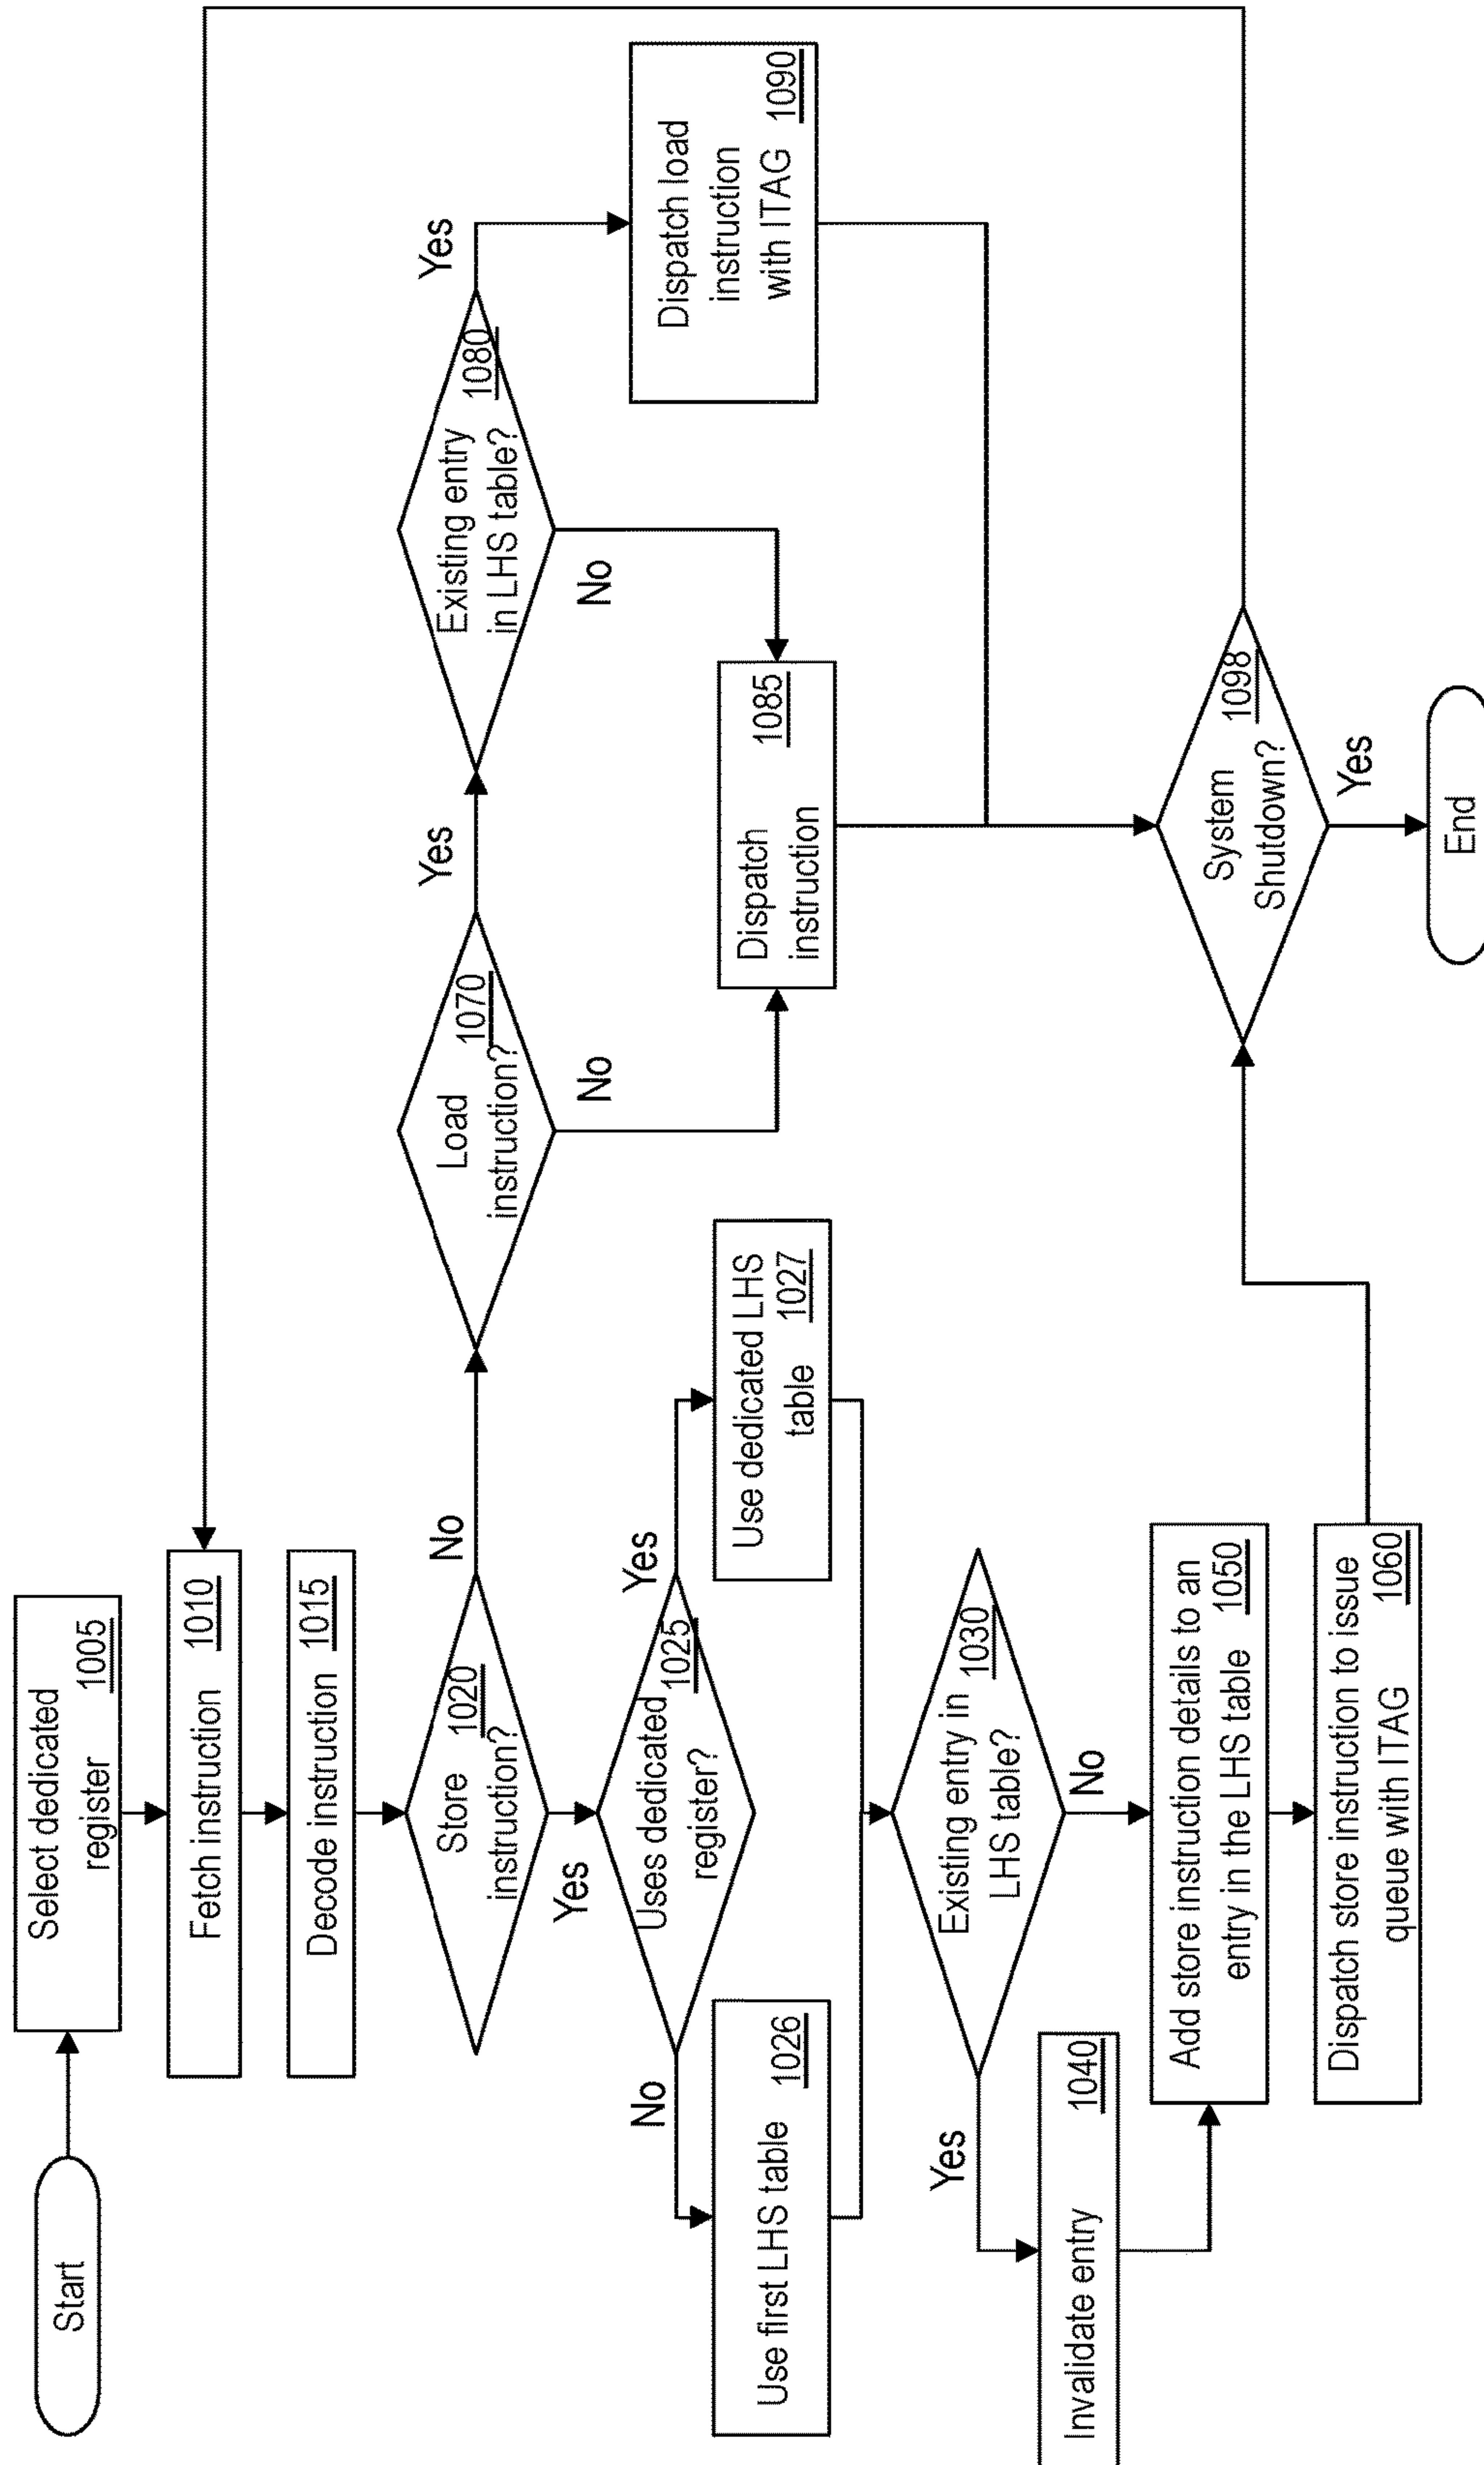 Start
Select dedicated
register 1005
Fetch instruction 1010
Decode instruction 1015
Store 1020
instruction?
No
Yes
Uses dedicated 1025
register?
No
Yes
Use first LHS table 1026
Use dedicated LHS
table 1027
Existing entry in 1030
LHS table?
Yes
No
Invalidate entry 1040
Add store instruction details to an
entry in the LHS table 1050
Dispatch store instruction to issue
queue with ITAG 1060
Load 1070
instruction?
Yes
No
Existing entry 1080
in LHS table?
Yes
No
Dispatch 1085
instruction
Dispatch load
instruction
with ITAG 1090
System 1098
Shutdown?
Yes
End